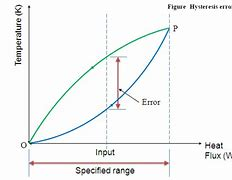 Figure Hysteresis error
Temperature (K)
P
Error
O
Heat
Input
Flux (W
Specified range